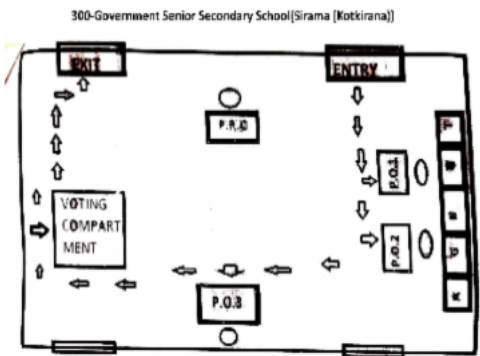 300-Government Senior Secondary School(Sirama (Kotkirana))
EXIT
ENTRY
P.R.O
P.O.1
VOTING
COMPART
MENT
P.O.2
P.O.3